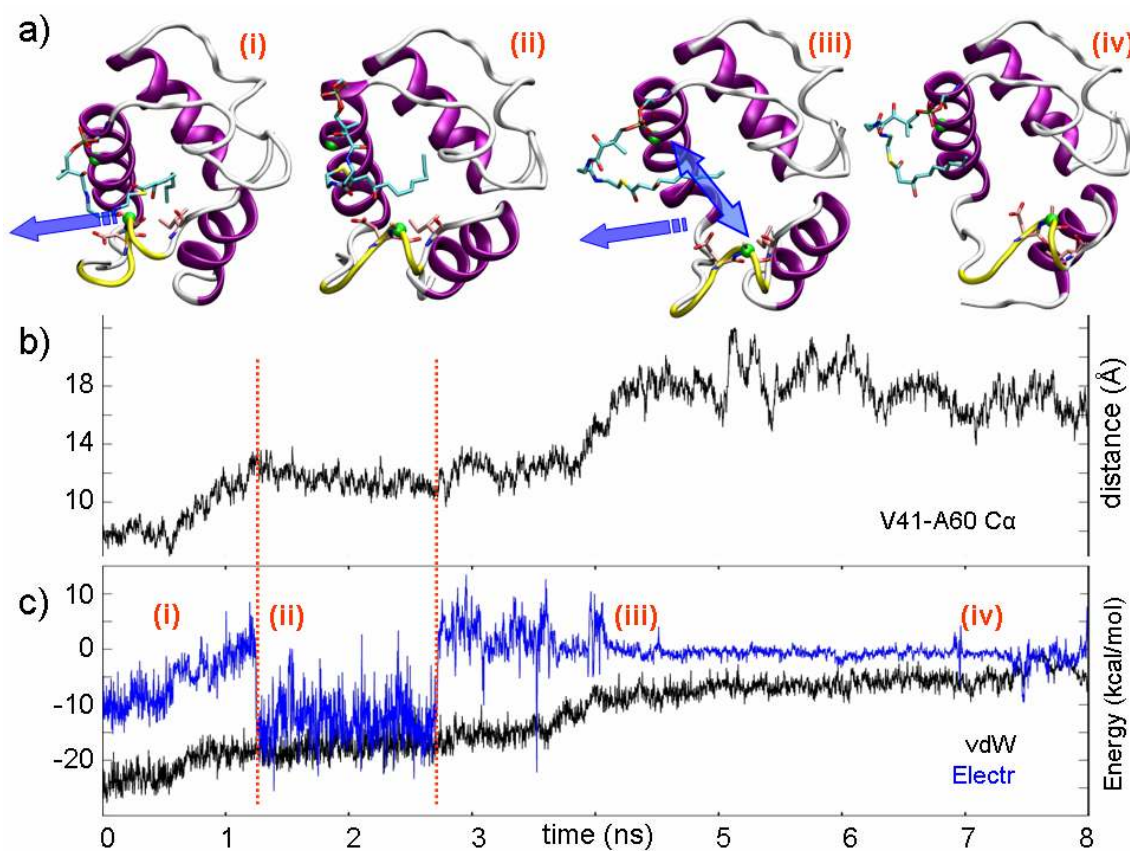 a)
(i)
(ii)
(iii)
(iv)
b)
18
14
10
distance (Å)
V41-A60 Cα
c)
10
0
-10
-20
(i)
(ii)
(iii)
(iv)
Energy (kcal/mol)
vdW
Electr
0 1 2 3 time (ns) 5 6 7 8